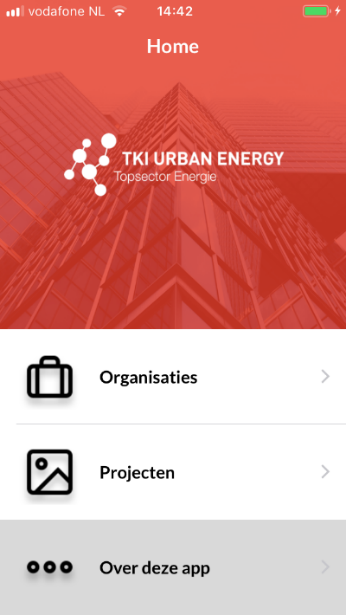 vodafone NL
14:42
Home
TKI URBAN ENERGY
Topsector Energie
Organisaties
Projecten
Over deze app